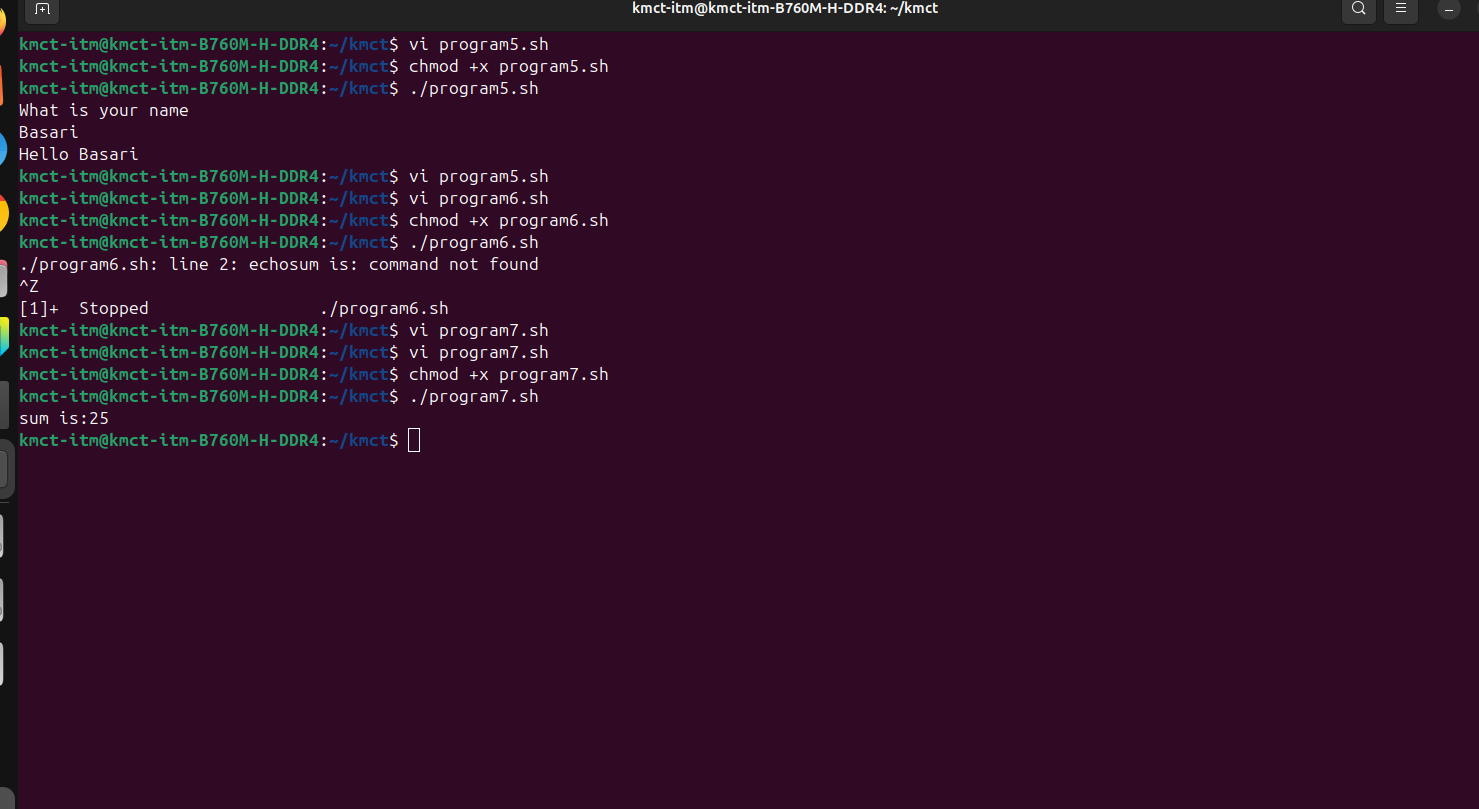 kmct-itm@kmct-itm-B760M-H-DDR4: ~/kmct
kmct-itm@kmct-itm-B760M-H-DDR4:~/kmct$ vi program5.sh
kmct-itm@kmct-itm-B760M-H-DDR4:~/kmct$ chmod +x program5.sh
kmct-itm@kmct-itm-B760M-H-DDR4:~/kmct$ ./program5.sh
What is your name
Basari
Hello Basari
kmct-itm@kmct-itm-B760M-H-DDR4:~/kmct$ vi program5.sh
kmct-itm@kmct-itm-B760M-H-DDR4:~/kmct$ vi program6.sh
kmct-itm@kmct-itm-B760M-H-DDR4:~/kmct$ chmod +x program6.sh
kmct-itm@kmct-itm-B760M-H-DDR4:~/kmct$ ./program6.sh
./program6.sh: line 2: echosum is: command not found
^Z
[1]+  Stopped                 ./program6.sh
kmct-itm@kmct-itm-B760M-H-DDR4:~/kmct$ vi program7.sh
kmct-itm@kmct-itm-B760M-H-DDR4:~/kmct$ vi program7.sh
kmct-itm@kmct-itm-B760M-H-DDR4:~/kmct$ chmod +x program7.sh
kmct-itm@kmct-itm-B760M-H-DDR4:~/kmct$ ./program7.sh
sum is:25
kmct-itm@kmct-itm-B760M-H-DDR4:~/kmct$